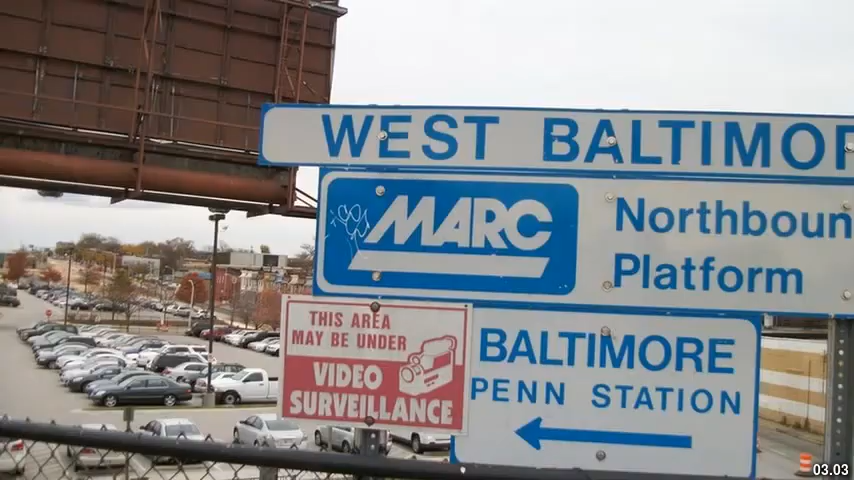 WEST BALTIMOR
MARC
Northboun
Platform
THIS AREA
MAY BE UNDER
VIDEO
SURVEILLANCE
BALTIMORE
PENN STATION
03.03